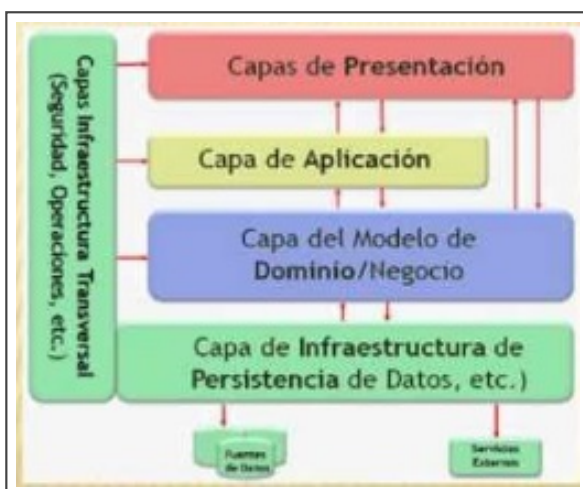 Capas Infraestructura Transversal
(Seguridad, Operaciones, etc.)
Capas de Presentación
Capa de Aplicación
Capa del Modelo de
Dominio/Negocio
Capa de Infraestructura de
Persistencia de Datos, etc.)
Fuentes
de Datos
Servicios
Externos